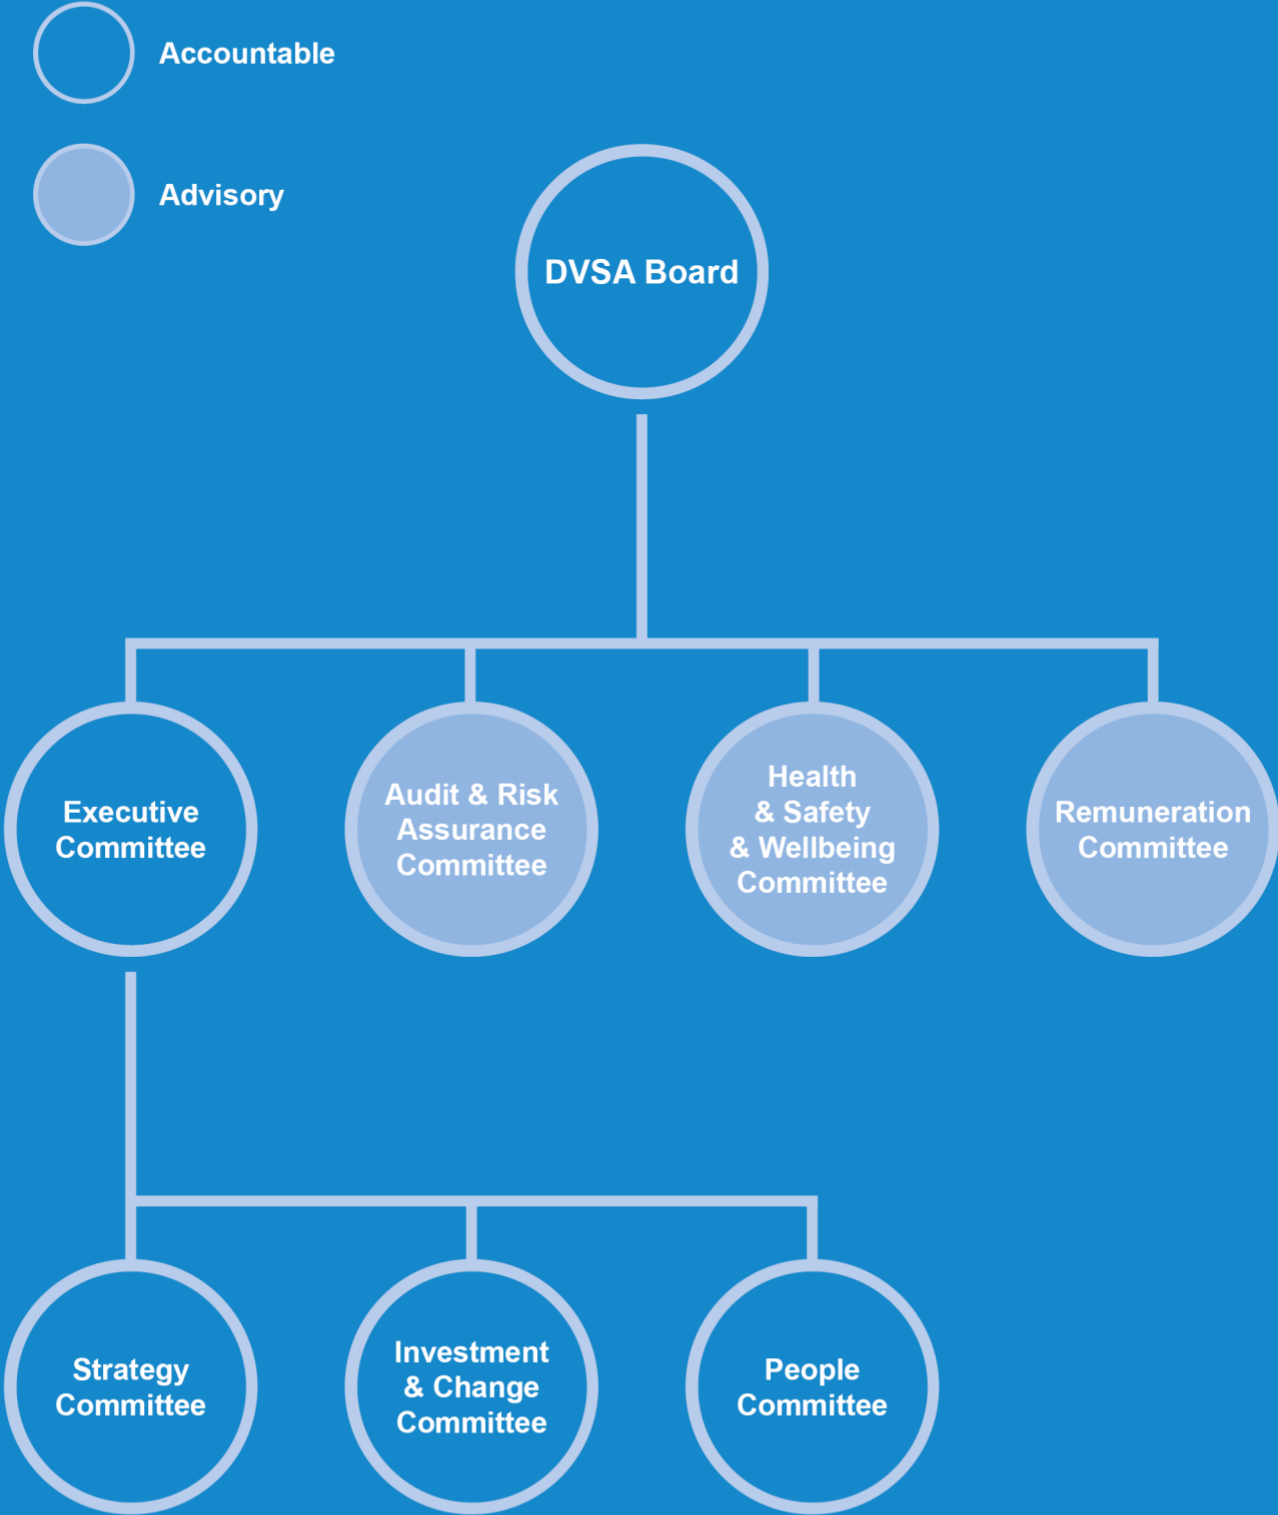 Accountable
Advisory
DVSA Board
Executive
Committee
Audit & Risk
Assurance
Committee
Health
& Safety
& Wellbeing
Committee
Remuneration
Committee
Strategy
Committee
Investment
& Change
Committee
People
Committee